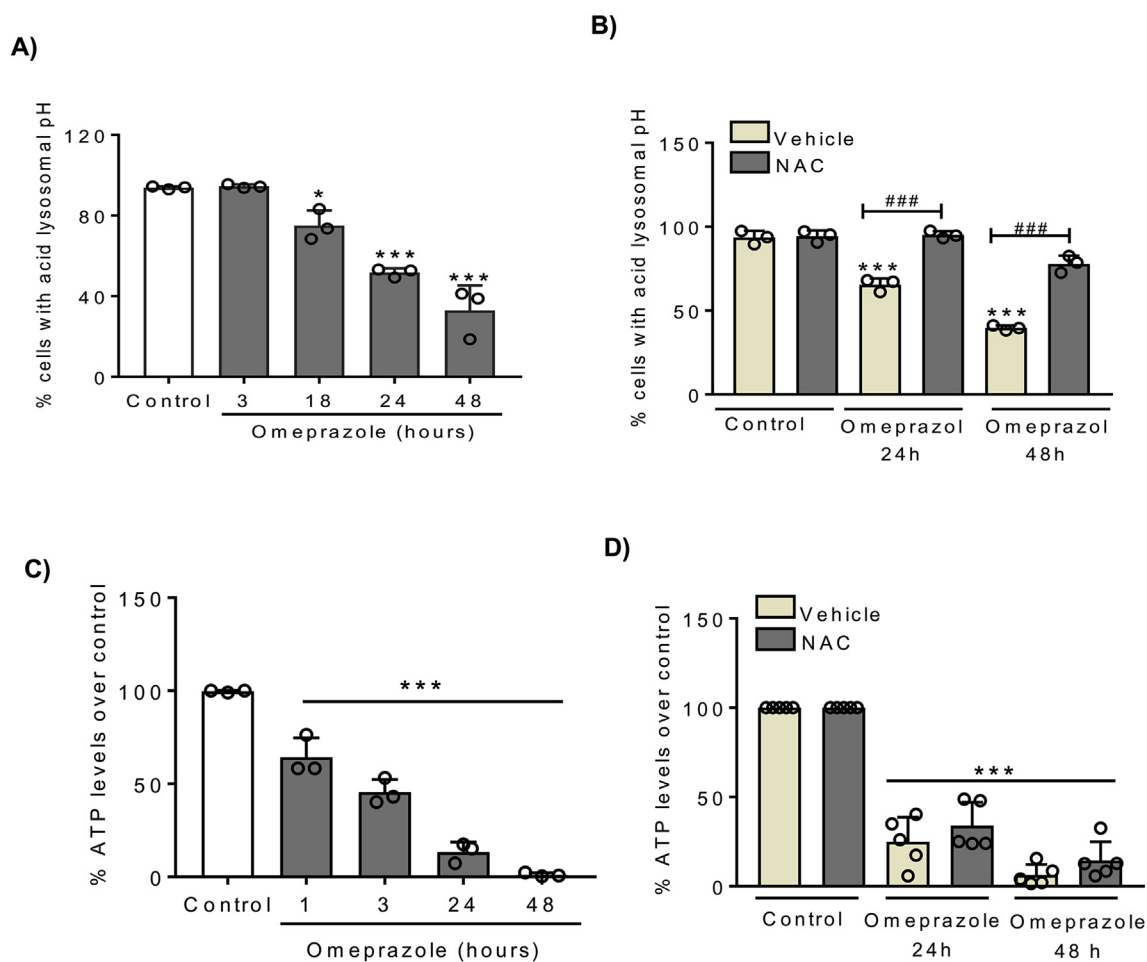 A)
% cells with acid lysosomal pH
120
80
40
0
*
***
***
Control 3 18 24 48
Omeprazole (hours)
B)
% cells with acid lysosomal pH
150
100
50
0
Vehicle
NAC
###
###
***
***
Control Omeprazol Omeprazol
24h 48h
C)
% ATP levels over control
150
100
50
0
***
Control 1 3 24 48
Omeprazole (hours)
D)
% ATP levels over control
150
100
50
0
Vehicle
NAC
***
Control Omeprazole Omeprazole
24h 48 h